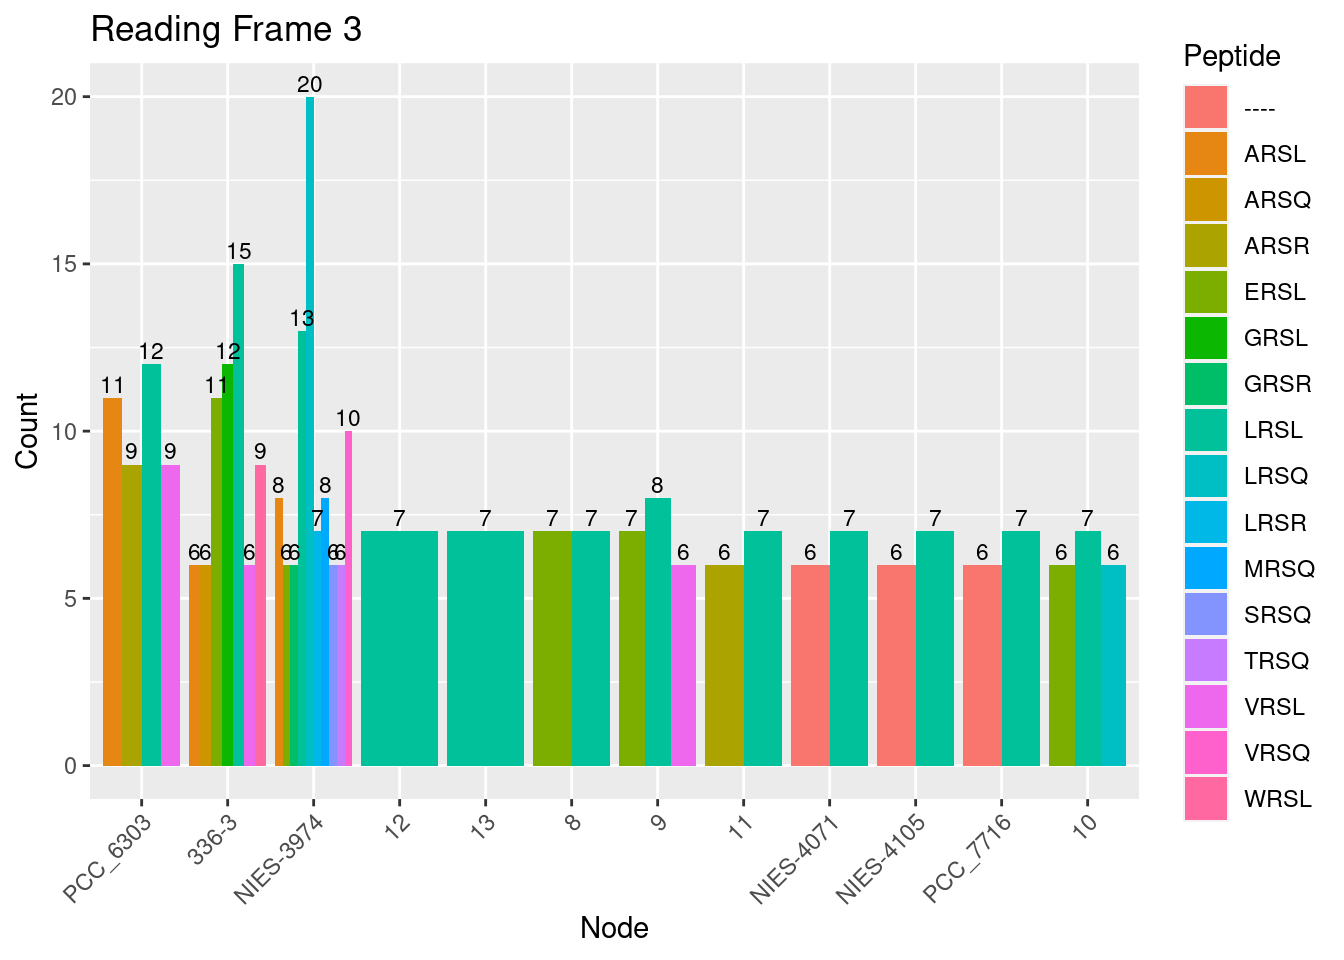 Reading Frame 3
Count
20
15
10
5
0
11
9
12
9
6
6
11
12
15
6
9
8
6
6
13
20
7
8
6
6
10
7
7
7
7
7
8
6
6
7
6
7
6
7
6
7
6
7
6
PCC_6303
336-3
NIES-3974
12
13
8
9
11
NIES-4071
NIES-4105
PCC_7716
10
Node
Peptide
----
ARSL
ARSQ
ARSR
ERSL
GRSL
GRSR
LRSL
LRSQ
LRSR
MRSQ
SRSQ
TRSQ
VRSL
VRSQ
WRSL